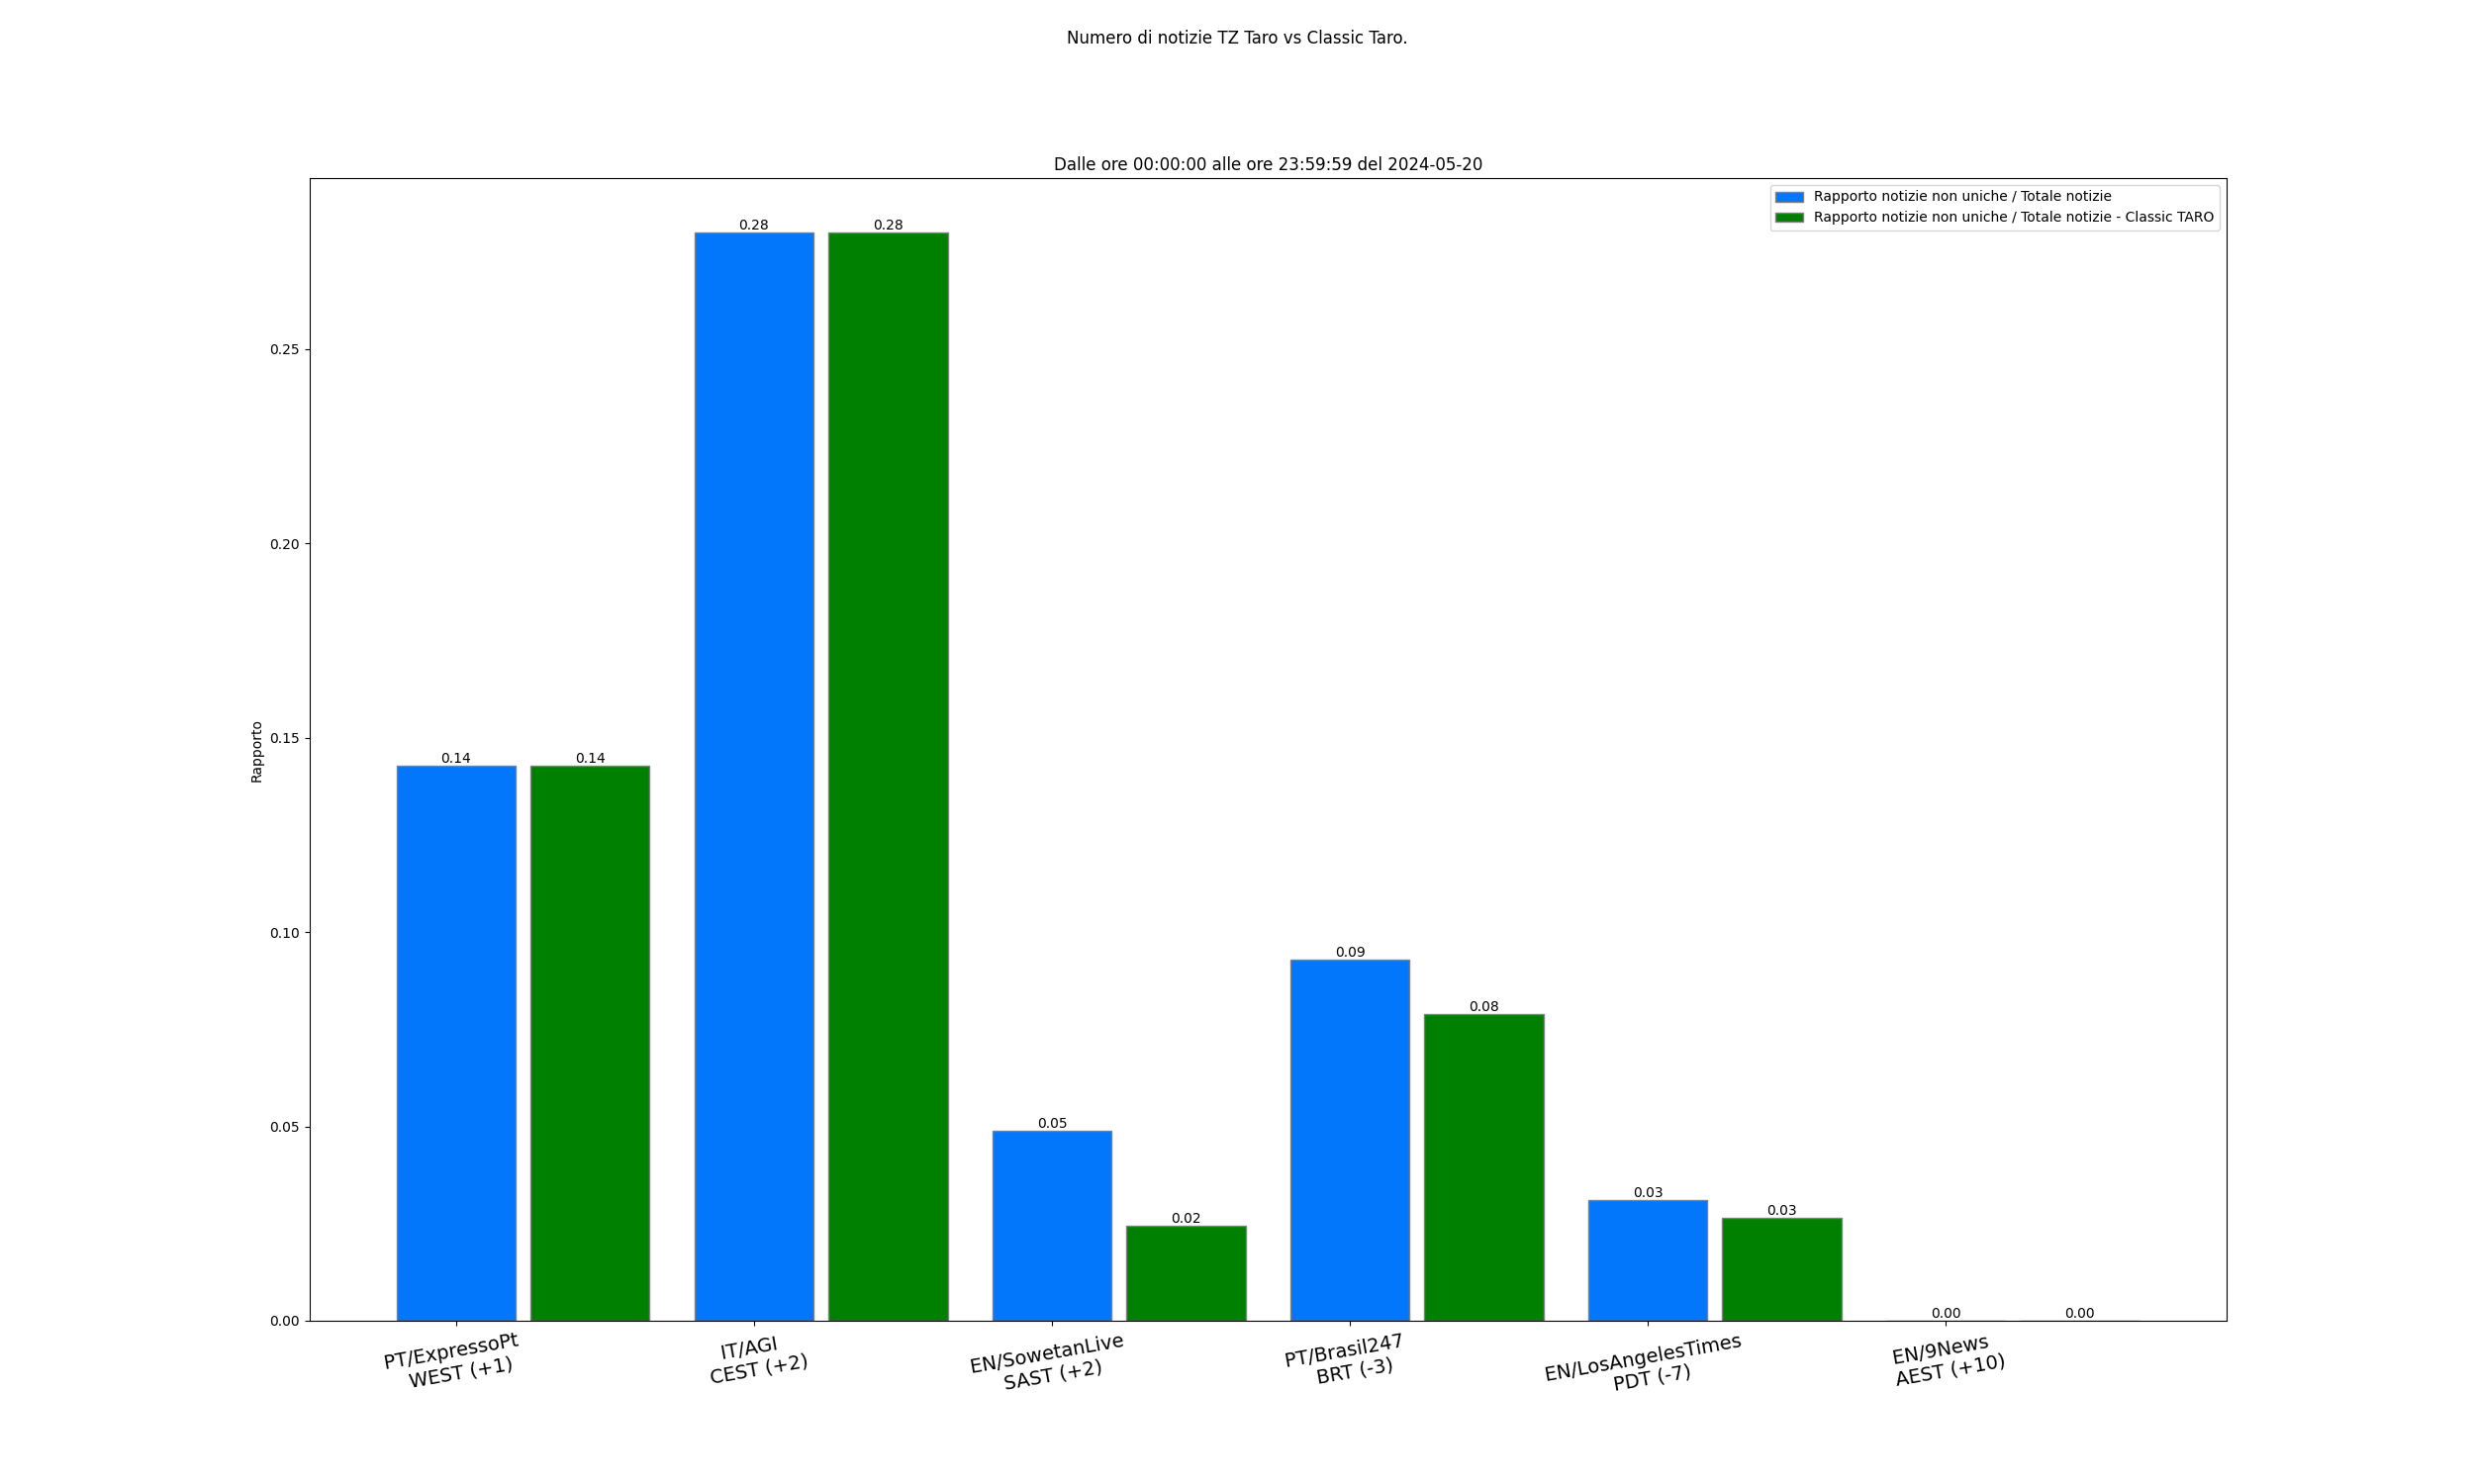 Numero di notizie TZ Taro vs Classic Taro.
Dalle ore 00:00:00 alle ore 23:59:59 del 2024-05-20
Rapporto notizie non uniche / Totale notizie
Rapporto notizie non uniche / Totale notizie - Classic TARO
Rapporto
0.25
0.20
0.15
0.10
0.05
0.00
0.14
0.14
0.28
0.28
0.05
0.02
0.09
0.08
0.03
0.03
0.00
0.00
PT/ExpressoPt
WEST (+1)
IT/AGI
CEST (+2)
EN/SowetanLive
SAST (+2)
PT/Brasil247
BRT (-3)
EN/LosAngelesTimes
PDT (-7)
EN/9News
AEST (+10)